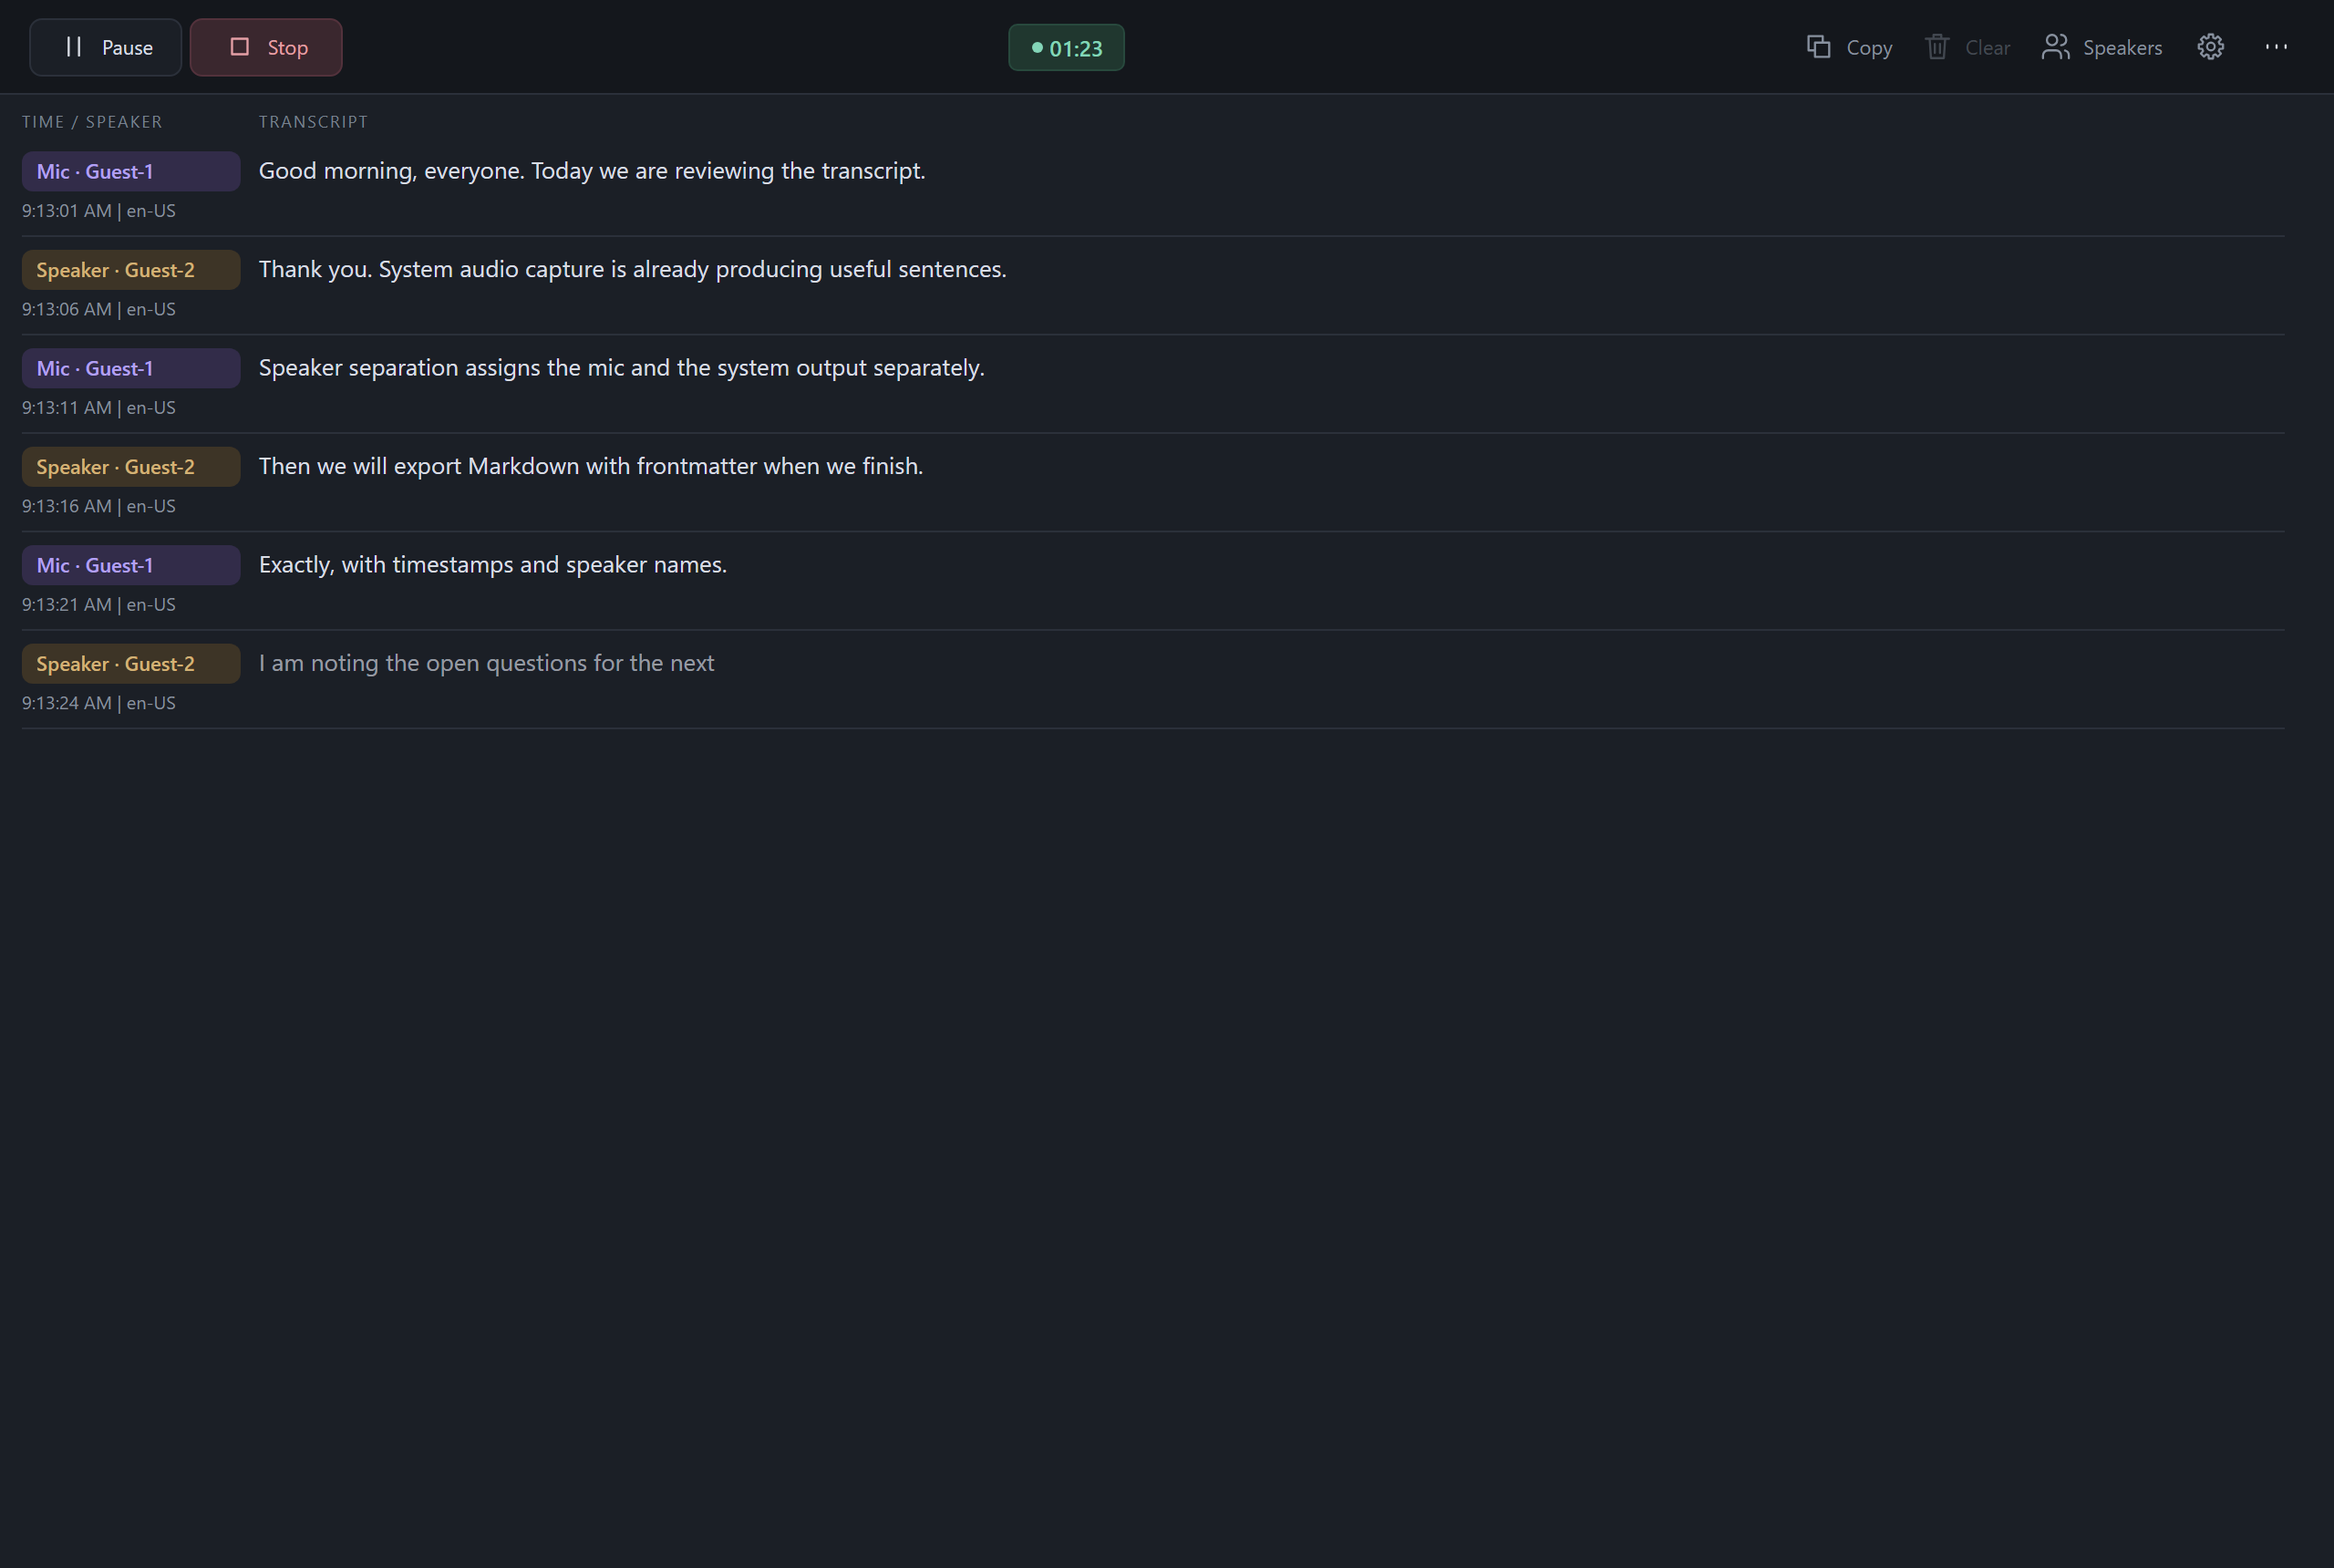 Pause
Stop
01:23
Copy
Clear
Speakers
TIME / SPEAKER
TRANSCRIPT
Mic · Guest-1
Good morning, everyone. Today we are reviewing the transcript.
9:13:01 AM | en-US
Speaker · Guest-2
Thank you. System audio capture is already producing useful sentences.
9:13:06 AM | en-US
Mic · Guest-1
Speaker separation assigns the mic and the system output separately.
9:13:11 AM | en-US
Speaker · Guest-2
Then we will export Markdown with frontmatter when we finish.
9:13:16 AM | en-US
Mic · Guest-1
Exactly, with timestamps and speaker names.
9:13:21 AM | en-US
Speaker · Guest-2
I am noting the open questions for the next
9:13:24 AM | en-US